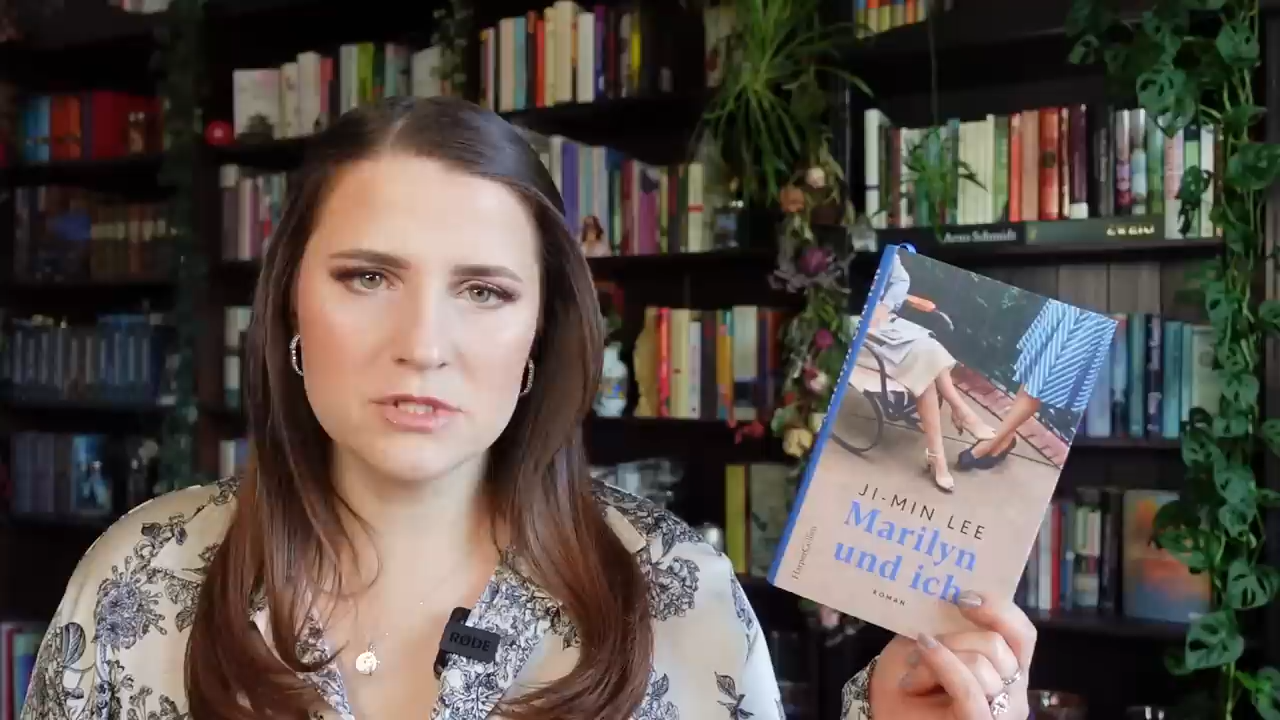 Arno Schmidt
JI-MIN LEE
Marilyn
und ich
ROMAN
HarperCollins
RØDE